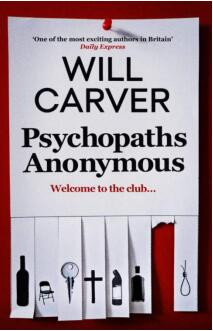 'One of the most exciting authors in Britain'
Daily Express
WILL
CARVER
Psychopaths
Anonymous
Welcome to the club...